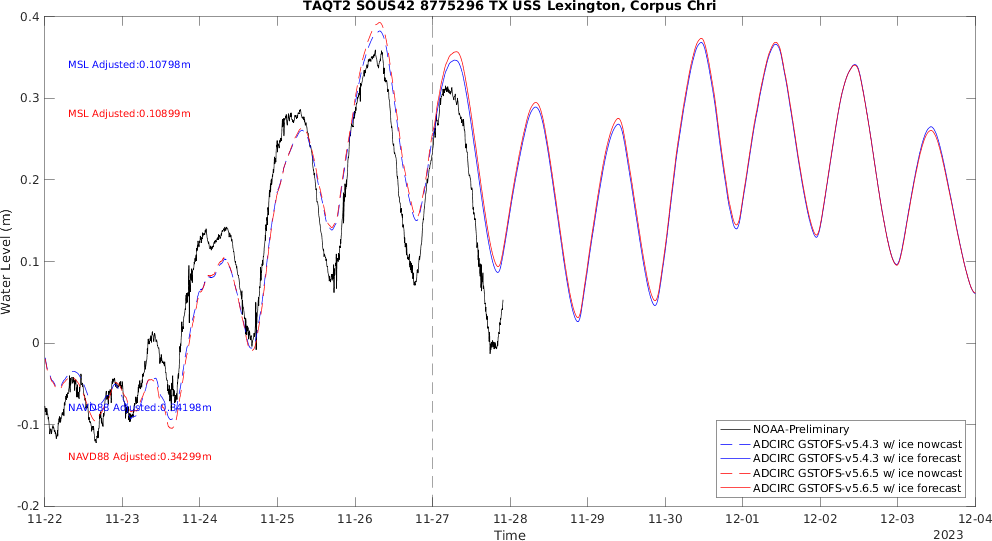 TAQT2 SOUS42 8775296 TX USS Lexington, Corpus Chri
0.4
MSL Adjusted:0.10798m
0.3
MSL Adjusted:0.10899m
0.2
Water Level (m)
0.1
0
NAVD88 Adjusted:0.34198m
-0.1
NAVD88 Adjusted:0.34299m
-0.2
NOAA-Preliminary
ADCIRC GSTOFS-v5.4.3 w/ ice nowcast
ADCIRC GSTOFS-v5.4.3 w/ ice forecast
ADCIRC GSTOFS-v5.6.5 w/ ice nowcast
ADCIRC GSTOFS-v5.6.5 w/ ice forecast
11-22 11-23 11-24 11-25 11-26 11-27 11-28 11-29 11-30 12-01 12-02 12-03 12-04
Time
2023